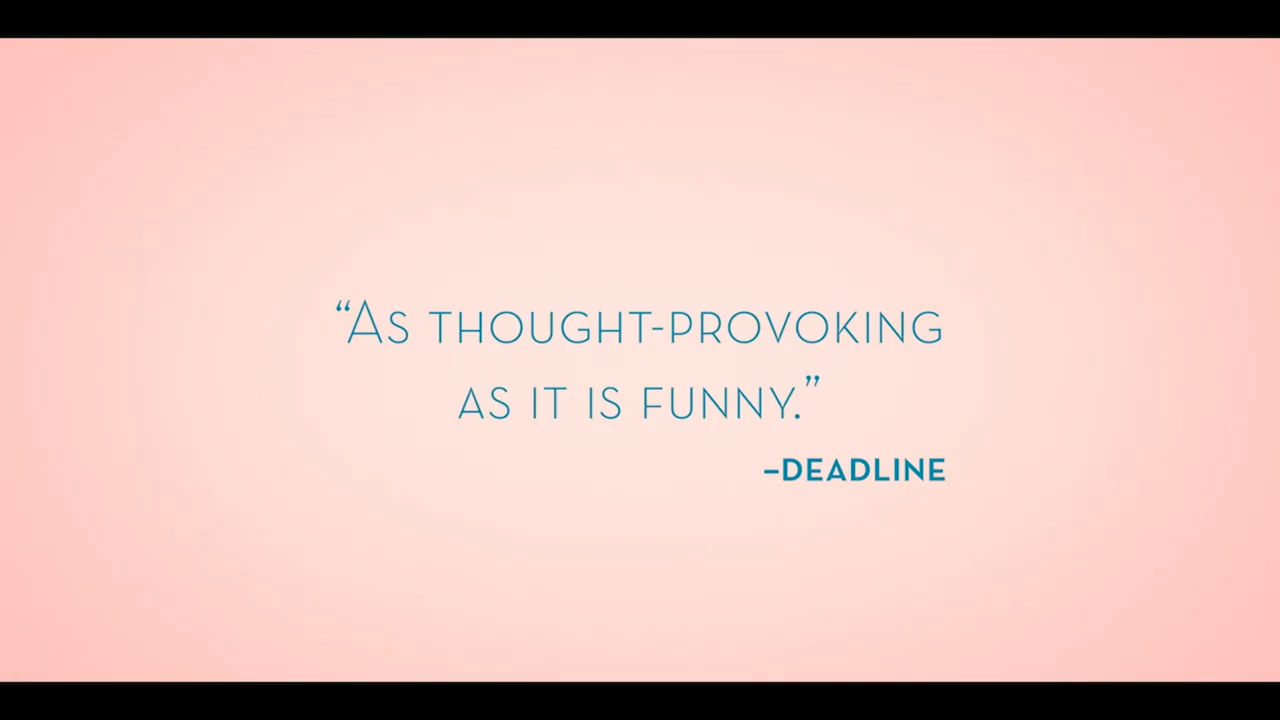 “As THOUGHT-PROVOKING
AS IT IS FUNNY.”
–DEADLINE